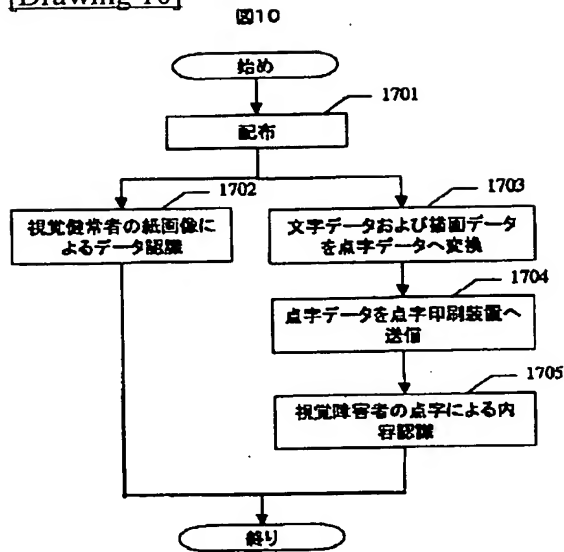 [Drawing 10]
図10
始め
1701
配布
1702
視覚健常者の紙画像に
よるデータ認識
1703
文字データおよび描画データ
を点字データへ変換
1704
点字データを点字印刷装置へ
送信
1705
視覚障害者の点字による内
容認識
終り